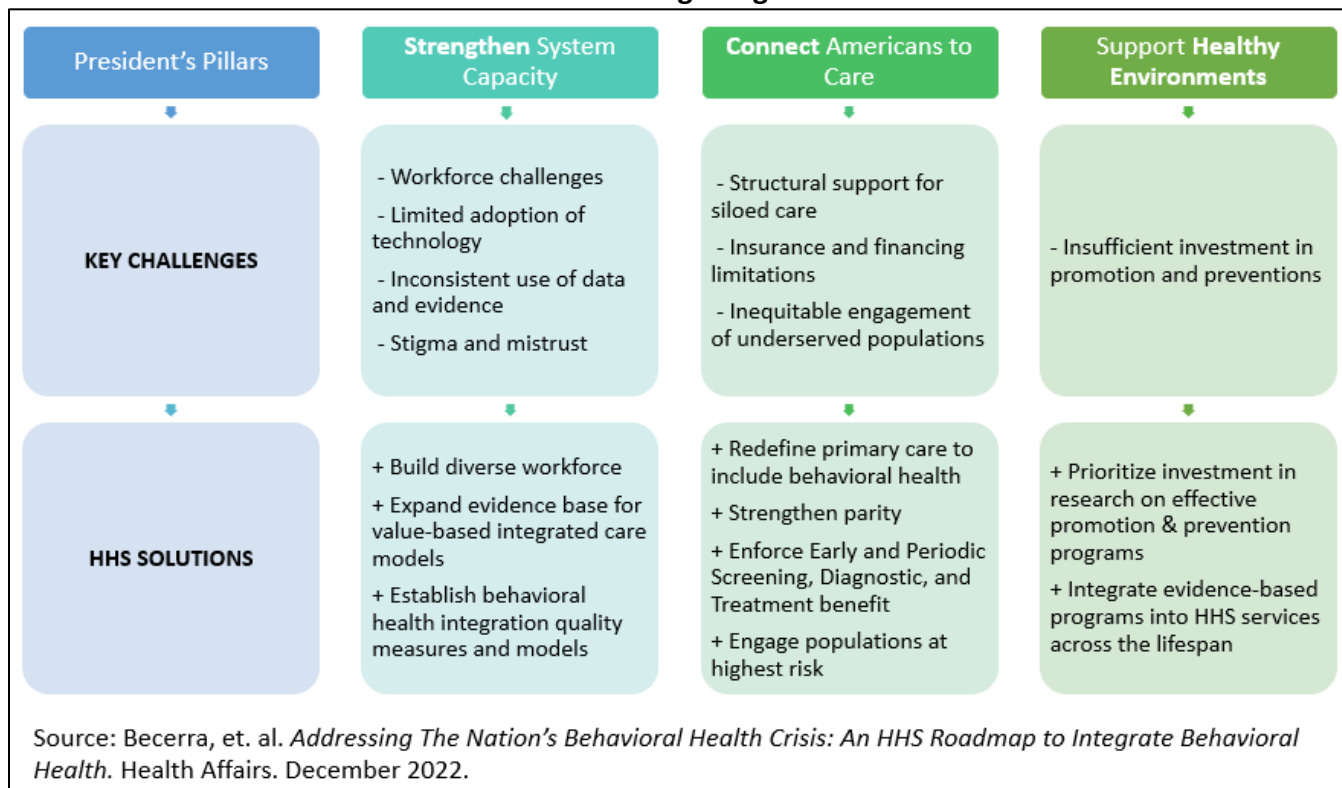 President's Pillars
Strengthen System
Capacity
Connect Americans to
Care
Support Healthy
Environments
KEY CHALLENGES
- Workforce challenges
- Limited adoption of
technology
- Inconsistent use of data
and evidence
- Stigma and mistrust
- Structural support for
siloed care
- Insurance and financing
limitations
- Inequitable engagement
of underserved populations
- Insufficient investment in
promotion and preventions
HHS SOLUTIONS
+ Build diverse workforce
+ Expand evidence base for
value-based integrated care
models
+ Establish behavioral
health integration quality
measures and models
+ Redefine primary care to
include behavioral health
+ Strengthen parity
+ Enforce Early and Periodic
Screening, Diagnostic, and
Treatment benefit
+ Engage populations at
highest risk
+ Prioritize investment in
research on effective
promotion & prevention
programs
+ Integrate evidence-based
programs into HHS services
across the lifespan
Source: Becerra, et. al. Addressing The Nation's Behavioral Health Crisis: An HHS Roadmap to Integrate Behavioral
Health. Health Affairs. December 2022.